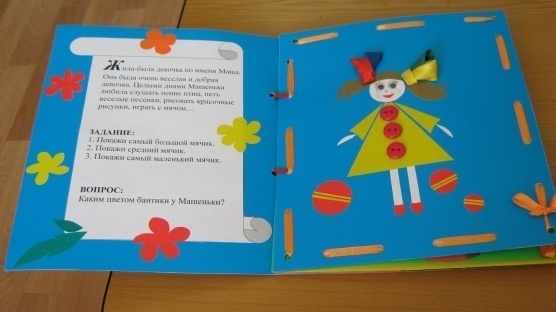 Жила-была девочка по имени Маша.
Она была очень веселая и добрая
девочка. Целыми днями Машенька
любила слушать пение птиц, петь
веселые песенки, рисовать красочные
рисунки, играть с мячом…
ЗАДАНИЕ:
1. Покажи самый большой мячик.
2. Покажи средний мячик.
3. Покажи самый маленький мячик.
ВОПРОС:
Каким цветом бантики у Машеньки?